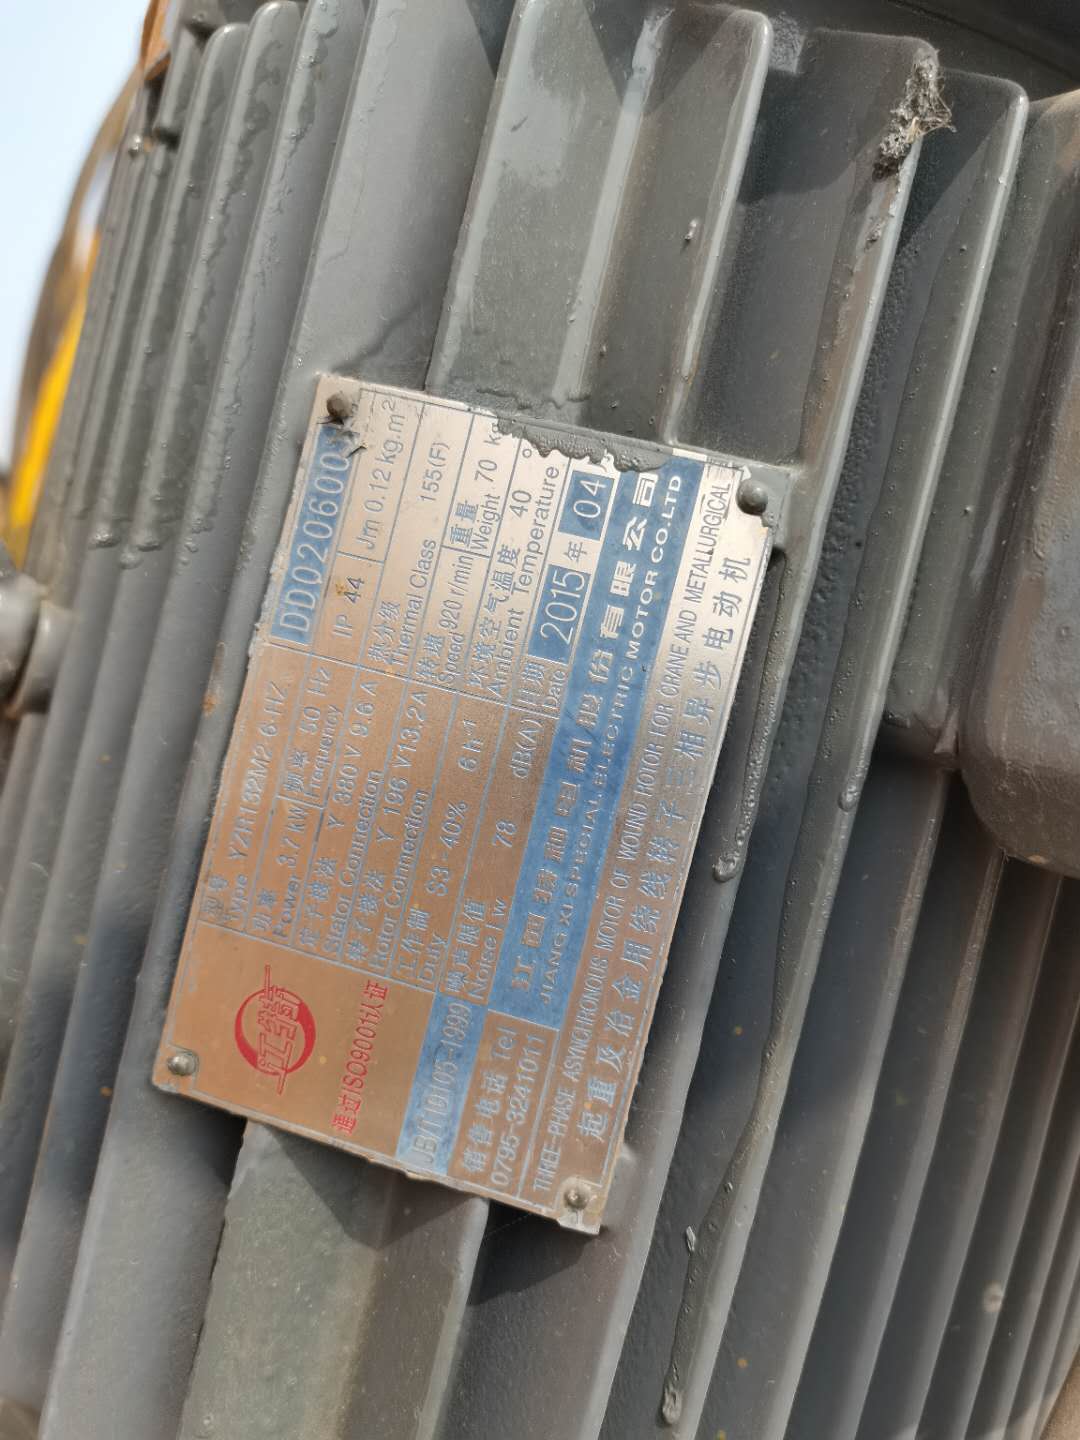 起重及冶金用绕线转子三相异步电动机
THREE-PHASE ASYNCHRONOUS MOTOR OF WOUND ROTOR FOR CRANE AND METALLURGICAL
江特
通过ISO9001认证
JB/T10105-1999
销售电话 Tel
0795-3241011
型号 YZR132M2-6-HZ DDD20600
Type
功率 3.7 kW 频率 50 Hz IP 44 Jm 0.12 kg.m²
Power Frequency
定子接法 Y 380 V 9.6 A 热分级 155(F)
Stator Connection Thermal Class
转子接法 Y 196 V 13.2 A 转速 920 r/min 重量 70 kg
Rotor Connection Speed Weight
工作制 S3-40% 6 h⁻¹ 环境空气温度 40
Duty Ambient Temperature
噪声限值 78 dB(A) 日期 2015 年 04
Noise Lw Date
江西特种电机股份有限公司
JIANG XI SPECIAL ELECTRIC MOTOR CO.LTD